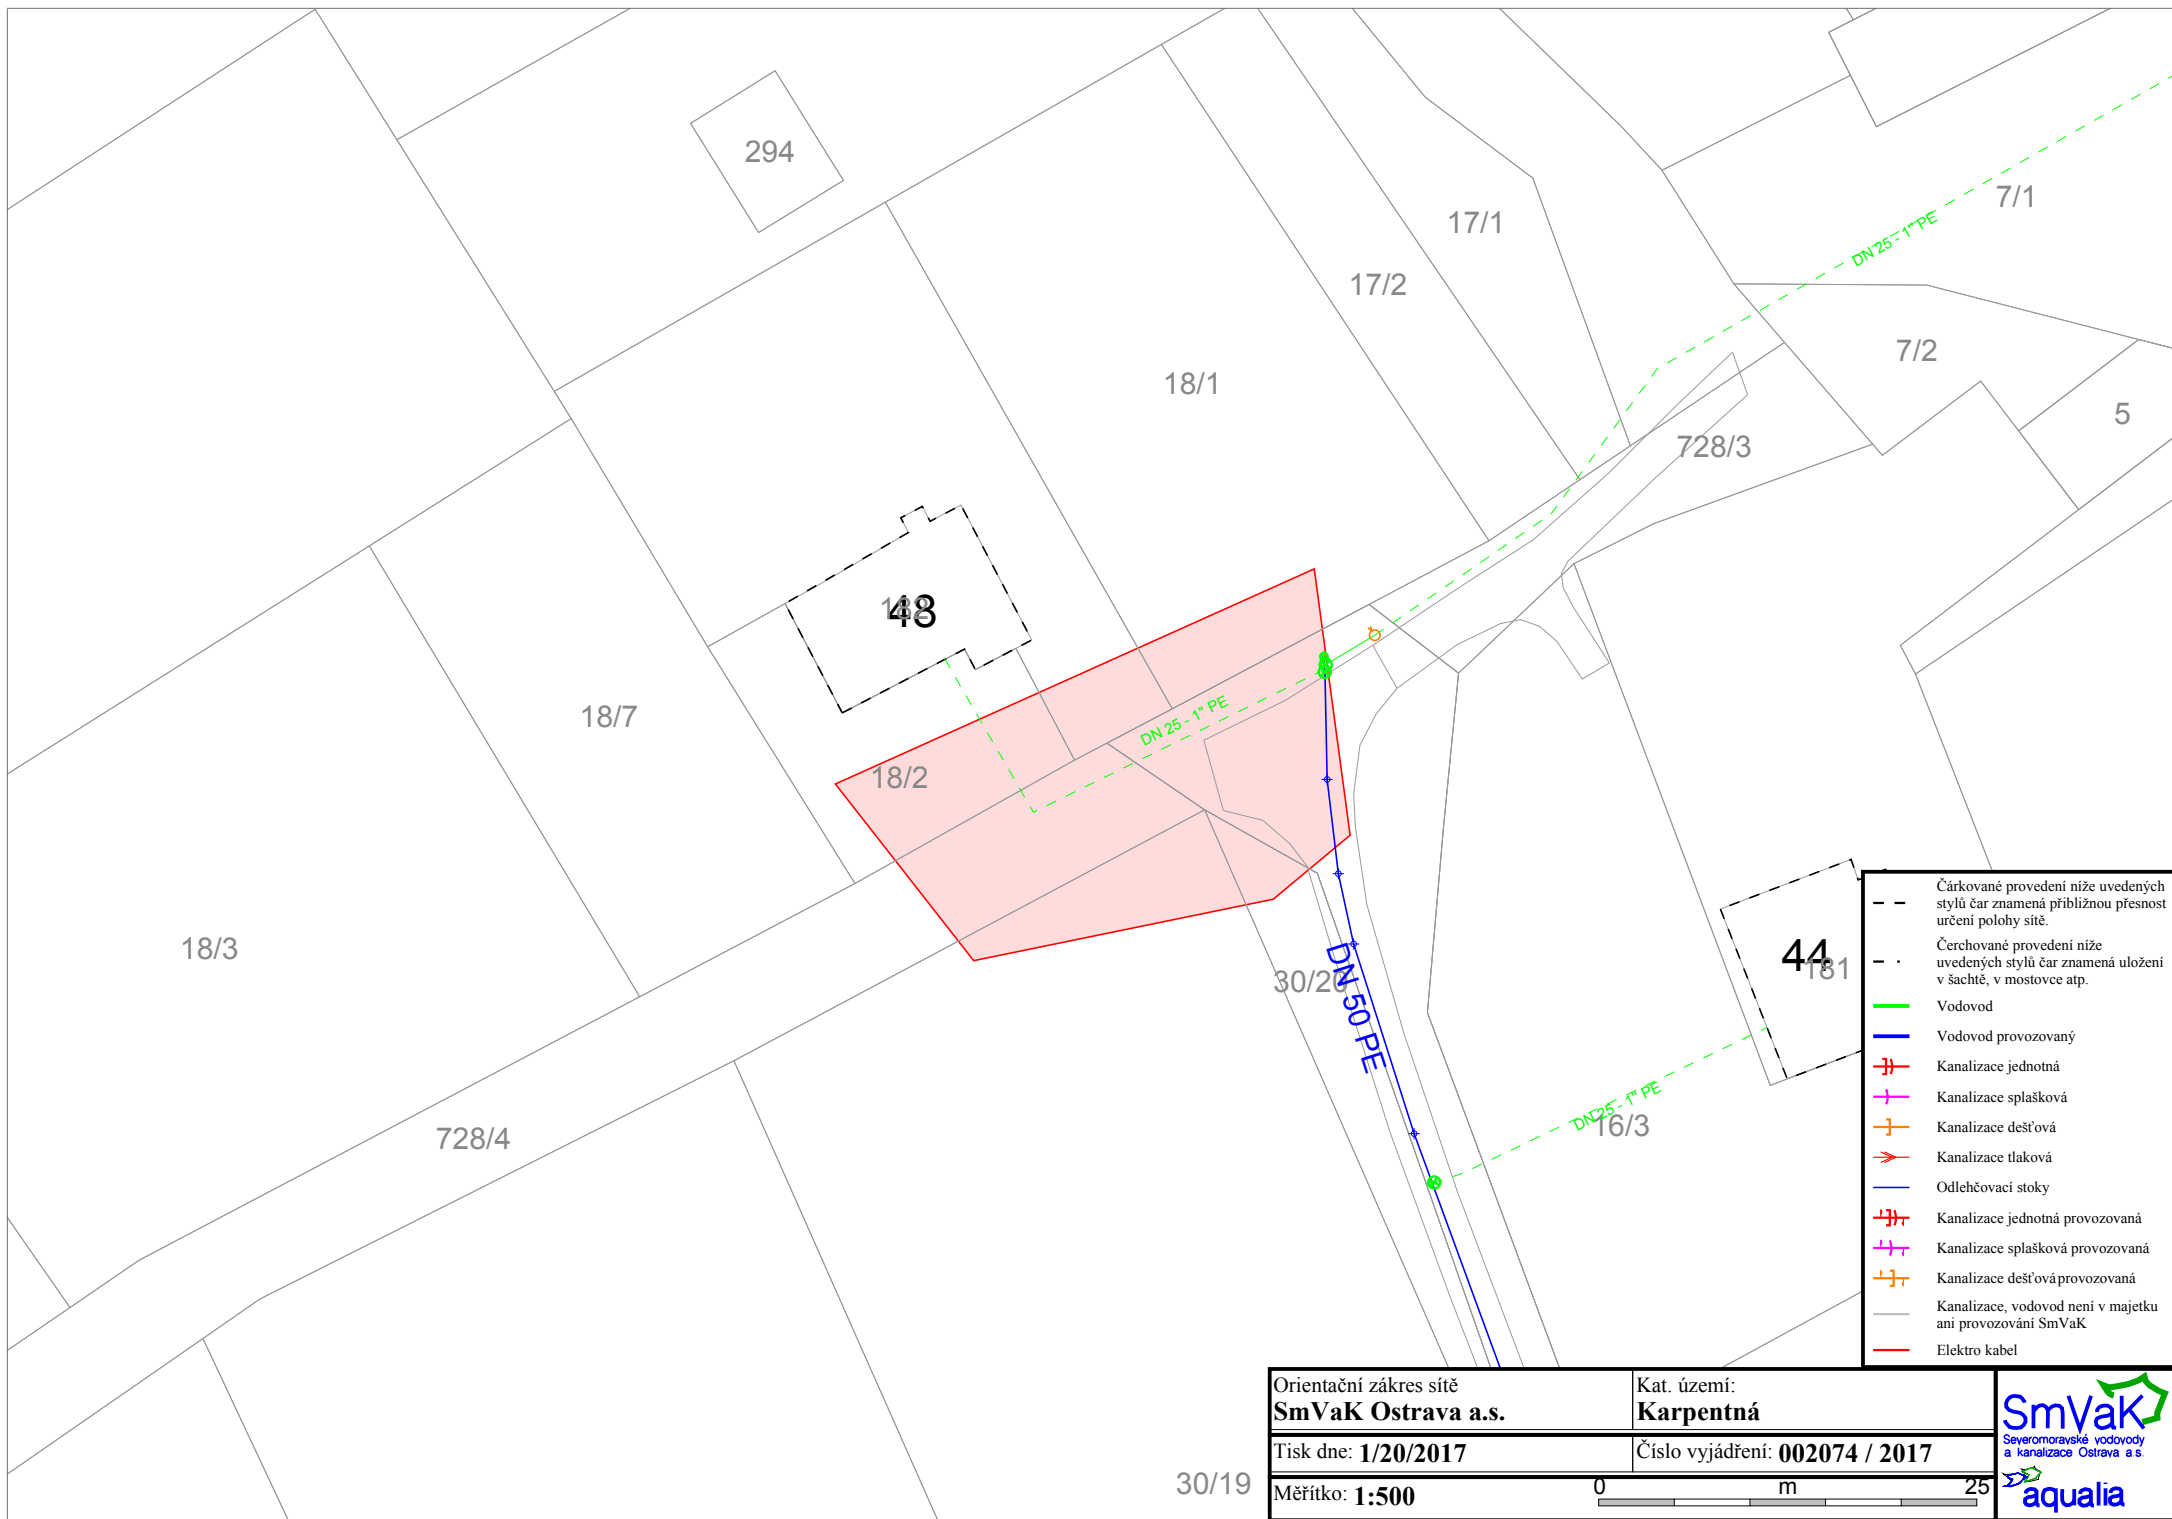 294
17/1
7/1
DN 25 - 1" PE
17/2
7/2
18/1
5
728/3
182
48
DN 25 - 1" PE
18/7
18/2
18/3
30/20
DN 50 PE
44
181
DN 25 - 1" PE
16/3
728/4
30/19
Čárkované provedení níže uvedených
stylů čar znamená přibližnou přesnost
určení polohy sítě.
Čerchované provedení níže
uvedených stylů čar znamená uložení
v šachtě, v mostovce atp.
Vodovod
Vodovod provozovaný
Kanalizace jednotná
Kanalizace splašková
Kanalizace dešťová
Kanalizace tlaková
Odlehčovací stoky
Kanalizace jednotná provozovaná
Kanalizace splašková provozovaná
Kanalizace dešťová provozovaná
Kanalizace, vodovod není v majetku
ani provozování SmVaK
Elektro kabel
Orientační zákres sítě
SmVaK Ostrava a.s.
Kat. území:
Karpentná
Tisk dne: 1/20/2017
Číslo vyjádření: 002074 / 2017
Měřítko: 1:500
0 m 25
SmVaK
Severomoravské vodovody
a kanalizace Ostrava a.s.
aqualia